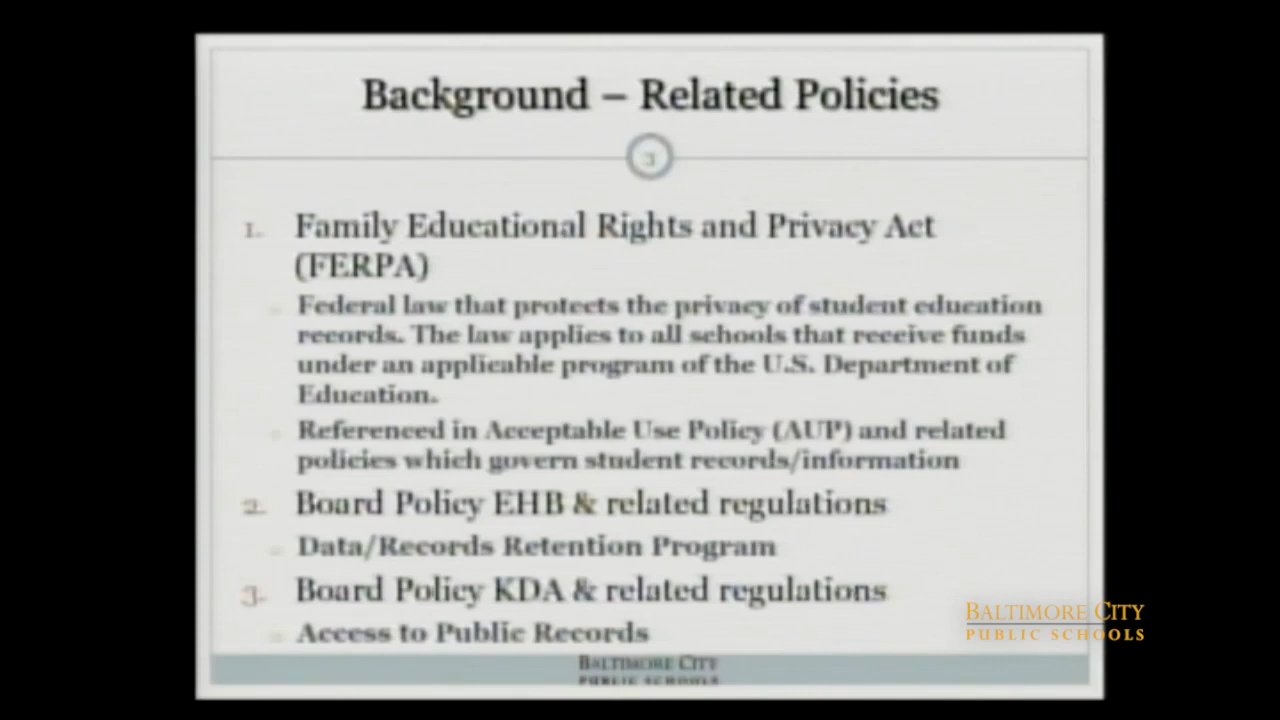 Background – Related Policies
3
1. Family Educational Rights and Privacy Act
(FERPA)
Federal law that protects the privacy of student education
records. The law applies to all schools that receive funds
under an applicable program of the U.S. Department of
Education.
Referenced in Acceptable Use Policy (AUP) and related
policies which govern student records/information
2. Board Policy EHB & related regulations
Data/Records Retention Program
3. Board Policy KDA & related regulations
Access to Public Records
BALTIMORE CITY
PUBLIC SCHOOLS
BALTIMORE CITY
PUBLIC SCHOOLS